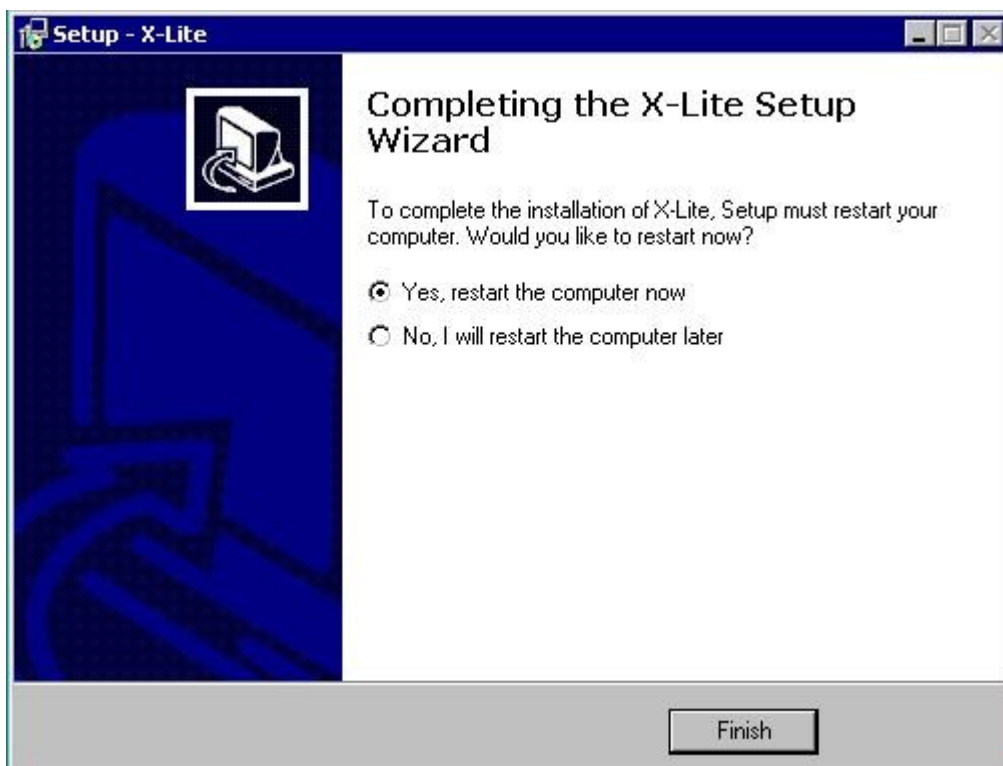 Setup - X-Lite
Completing the X-Lite Setup
Wizard
To complete the installation of X-Lite, Setup must restart your
computer. Would you like to restart now?
Yes, restart the computer now
No, I will restart the computer later
Finish